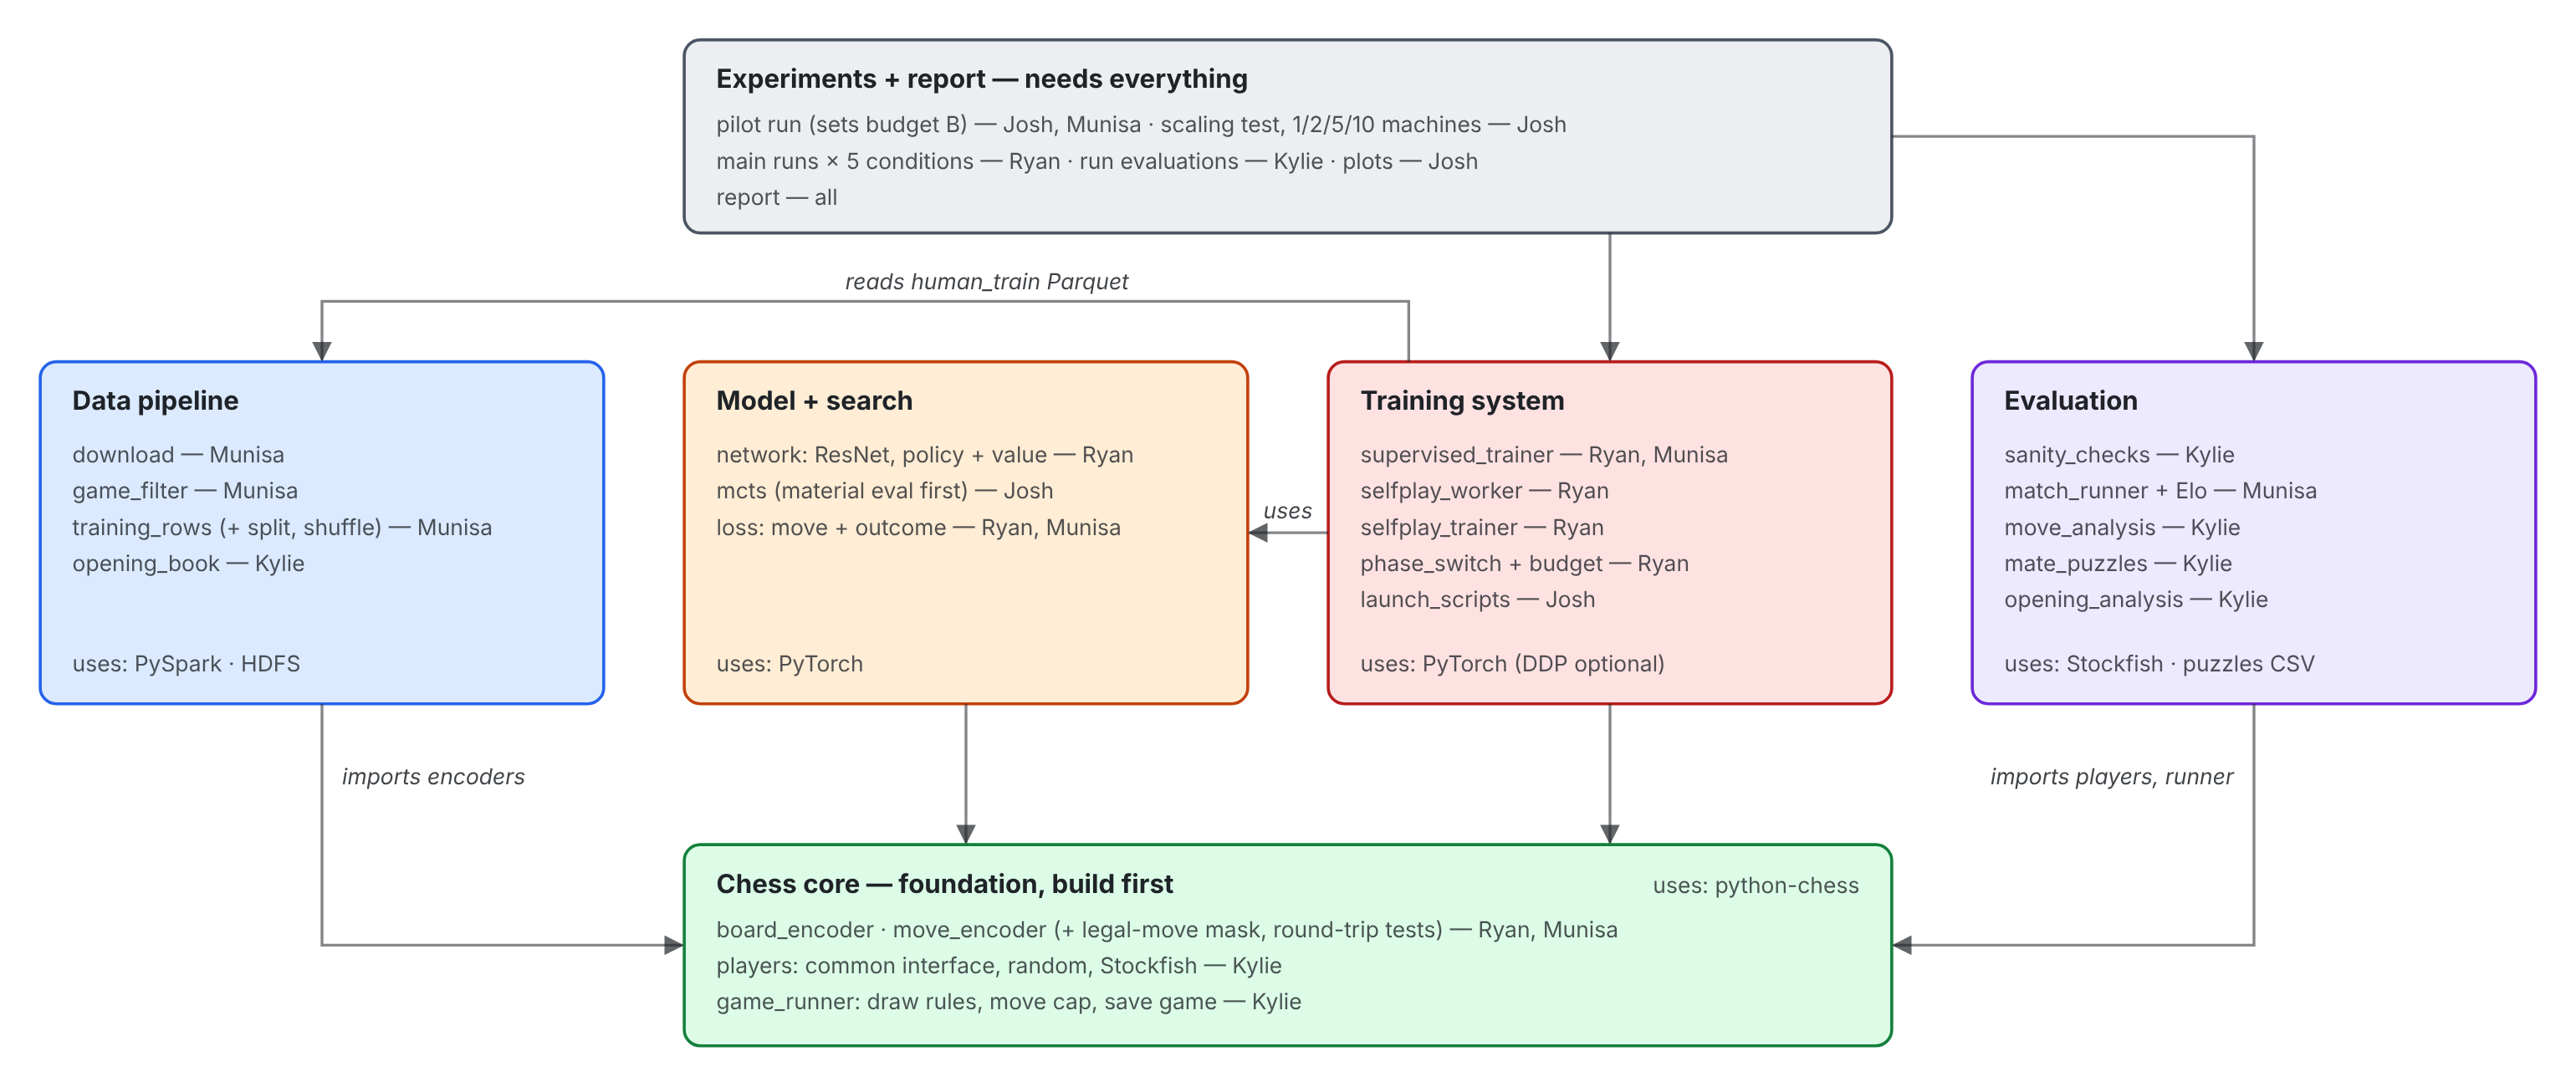 Experiments + report — needs everything
pilot run (sets budget B) — Josh, Munisa · scaling test, 1/2/5/10 machines — Josh
main runs × 5 conditions — Ryan · run evaluations — Kylie · plots — Josh
report — all
reads human_train Parquet
Data pipeline
download — Munisa
game_filter — Munisa
training_rows (+ split, shuffle) — Munisa
opening_book — Kylie
uses: PySpark · HDFS
Model + search
network: ResNet, policy + value — Ryan
mcts (material eval first) — Josh
loss: move + outcome — Ryan, Munisa
uses: PyTorch
uses
Training system
supervised_trainer — Ryan, Munisa
selfplay_worker — Ryan
selfplay_trainer — Ryan
phase_switch + budget — Ryan
launch_scripts — Josh
uses: PyTorch (DDP optional)
Evaluation
sanity_checks — Kylie
match_runner + Elo — Munisa
move_analysis — Kylie
mate_puzzles — Kylie
opening_analysis — Kylie
uses: Stockfish · puzzles CSV
imports encoders
imports players, runner
Chess core — foundation, build first
uses: python-chess
board_encoder · move_encoder (+ legal-move mask, round-trip tests) — Ryan, Munisa
players: common interface, random, Stockfish — Kylie
game_runner: draw rules, move cap, save game — Kylie